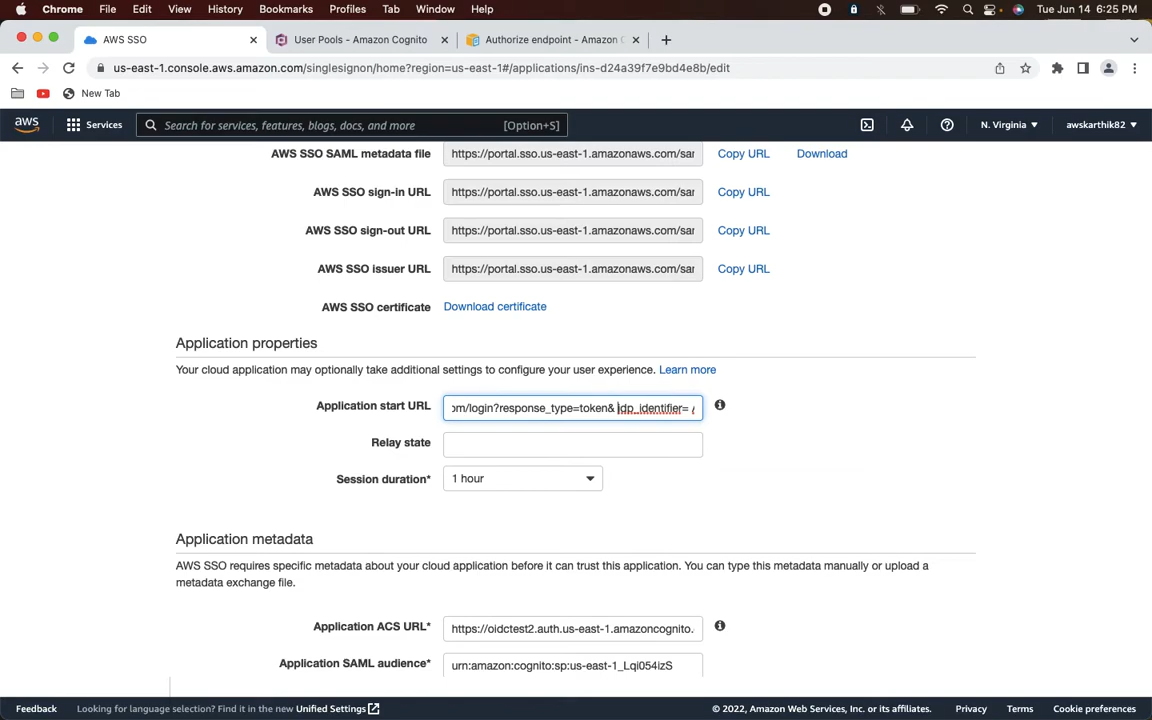 Chrome File Edit View History Bookmarks Profiles Tab Window Help Tue Jun 14 6:25 PM
AWS SSO User Pools - Amazon Cognito Authorize endpoint - Amazon
us-east-1.console.aws.amazon.com/singlesignon/home?region=us-east-1#/applications/ins-d24a39f7e9bd4e8b/edit
New Tab
aws Services Search for services, features, blogs, docs, and more [Option+S] N. Virginia awskarthik82
AWS SSO SAML metadata file https://portal.sso.us-east-1.amazonaws.com/sar Copy URL Download
AWS SSO sign-in URL https://portal.sso.us-east-1.amazonaws.com/sar Copy URL
AWS SSO sign-out URL https://portal.sso.us-east-1.amazonaws.com/sar Copy URL
AWS SSO issuer URL https://portal.sso.us-east-1.amazonaws.com/sar Copy URL
AWS SSO certificate Download certificate
Application properties
Your cloud application may optionally take additional settings to configure your user experience. Learn more
Application start URL om/login?response_type=token& idp_identifier=
Relay state
Session duration* 1 hour
Application metadata
AWS SSO requires specific metadata about your cloud application before it can trust this application. You can type this metadata manually or upload a
metadata exchange file.
Application ACS URL* https://oidctest2.auth.us-east-1.amazoncognito.
Application SAML audience* urn:amazon:cognito:sp:us-east-1_Lqi054izS
Feedback Looking for language selection? Find it in the new Unified Settings © 2022, Amazon Web Services, Inc. or its affiliates. Privacy Terms Cookie preferences